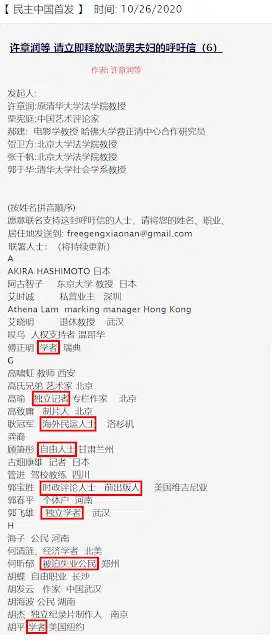 【 民主中国首发 】 时间: 10/26/2020
许章润等 请立即释放耿潇男夫妇的呼吁信（6）
作者: 许章润等
发起人:
许章润:原清华大学法学院教授
栗宪庭:中国艺术评论家
郝建: 电影学教授 哈佛大学费正清中心合作研究员
贺卫方:北京大学法学院教授
张千帆:北京大学法学院教授
郭于华:清华大学社会学系教授
(按姓名拼音顺序)
愿意联名支持这封呼吁信的人士，请将您的姓名、职业、
居住地发送到: freegengxiaonan@gmail.com
联署人士：（将持续更新）
A
AKIRA HASHIMOTO 日本
阿古智子 东京大学 教授 日本
艾时诚 私营业主 深圳
Athena Lam marking manager Hong Kong
艾晓明 退休教授 武汉
哎乌 人权支持者 温哥华
傅正明 学者 瑞典
G
高啸虹 教师 西安
高氏兄弟 艺术家 北京
高瑜 独立记者 专栏作家 北京
高致庸 制片人 北京
耿冠军 海外民运人士 洛杉矶
龚裔
顾箫彤 自由人士 甘肃兰州
古畑康雄 记者 日本
管进 驾校教练 四川
郭宝胜 时政评论人士 前出版人 美国维吉尼亚
郭春平 个体户 河南
郭飞雄 独立学者 武汉
H
海子 公民 河南
何清涟，经济学者 北美
何昕郁 被迫失业公民 郑州
胡蝶 自由职业 长沙
胡发云 作家 中国武汉
胡海波 公民 湖南
胡杰 独立纪录片制作人 南京
胡平 学者 美国纽约